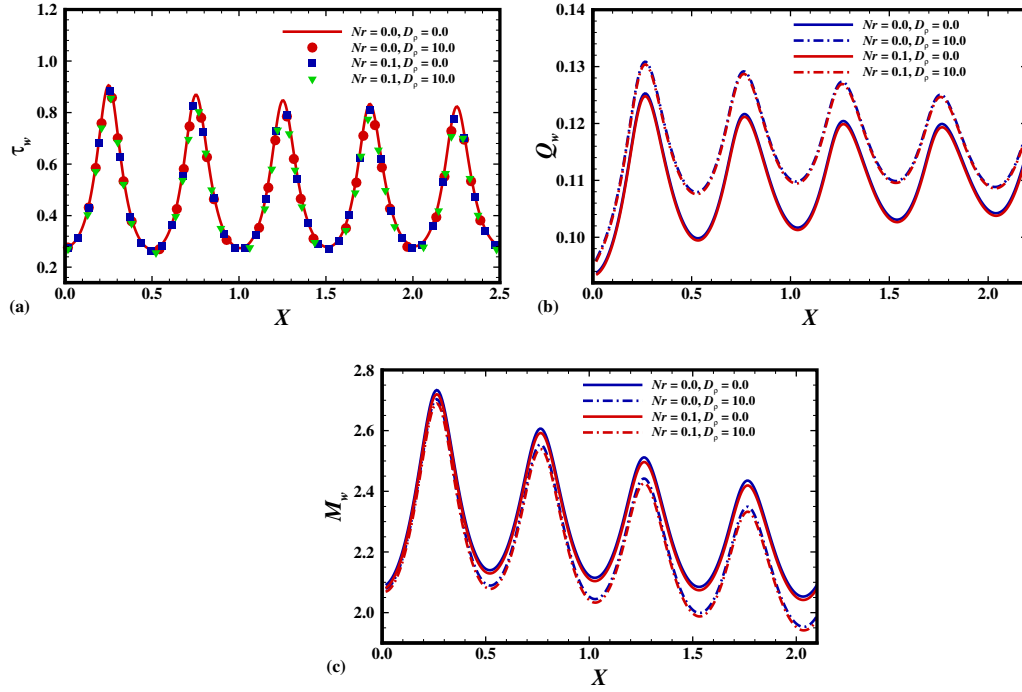 1.2
1.0
0.8
0.6
0.4
0.2
τw
Nr = 0.0, Dρ = 0.0
Nr = 0.0, Dρ = 10.0
Nr = 0.1, Dρ = 0.0
Nr = 0.1, Dρ = 10.0
0.0 0.5 1.0 1.5 2.0 2.5
(a)
X
0.14
0.13
0.12
0.11
0.10
Qw
Nr = 0.0, Dρ = 0.0
Nr = 0.0, Dρ = 10.0
Nr = 0.1, Dρ = 0.0
Nr = 0.1, Dρ = 10.0
0.0 0.5 1.0 1.5 2.0
(b)
X
2.8
2.6
2.4
2.2
2.0
Mw
Nr = 0.0, Dρ = 0.0
Nr = 0.0, Dρ = 10.0
Nr = 0.1, Dρ = 0.0
Nr = 0.1, Dρ = 10.0
0.0 0.5 1.0 1.5 2.0
(c)
X